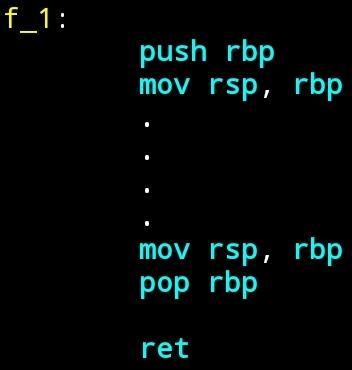 f_1:
push rbp
mov rsp, rbp
.
.
.
.
mov rsp, rbp
pop rbp
ret